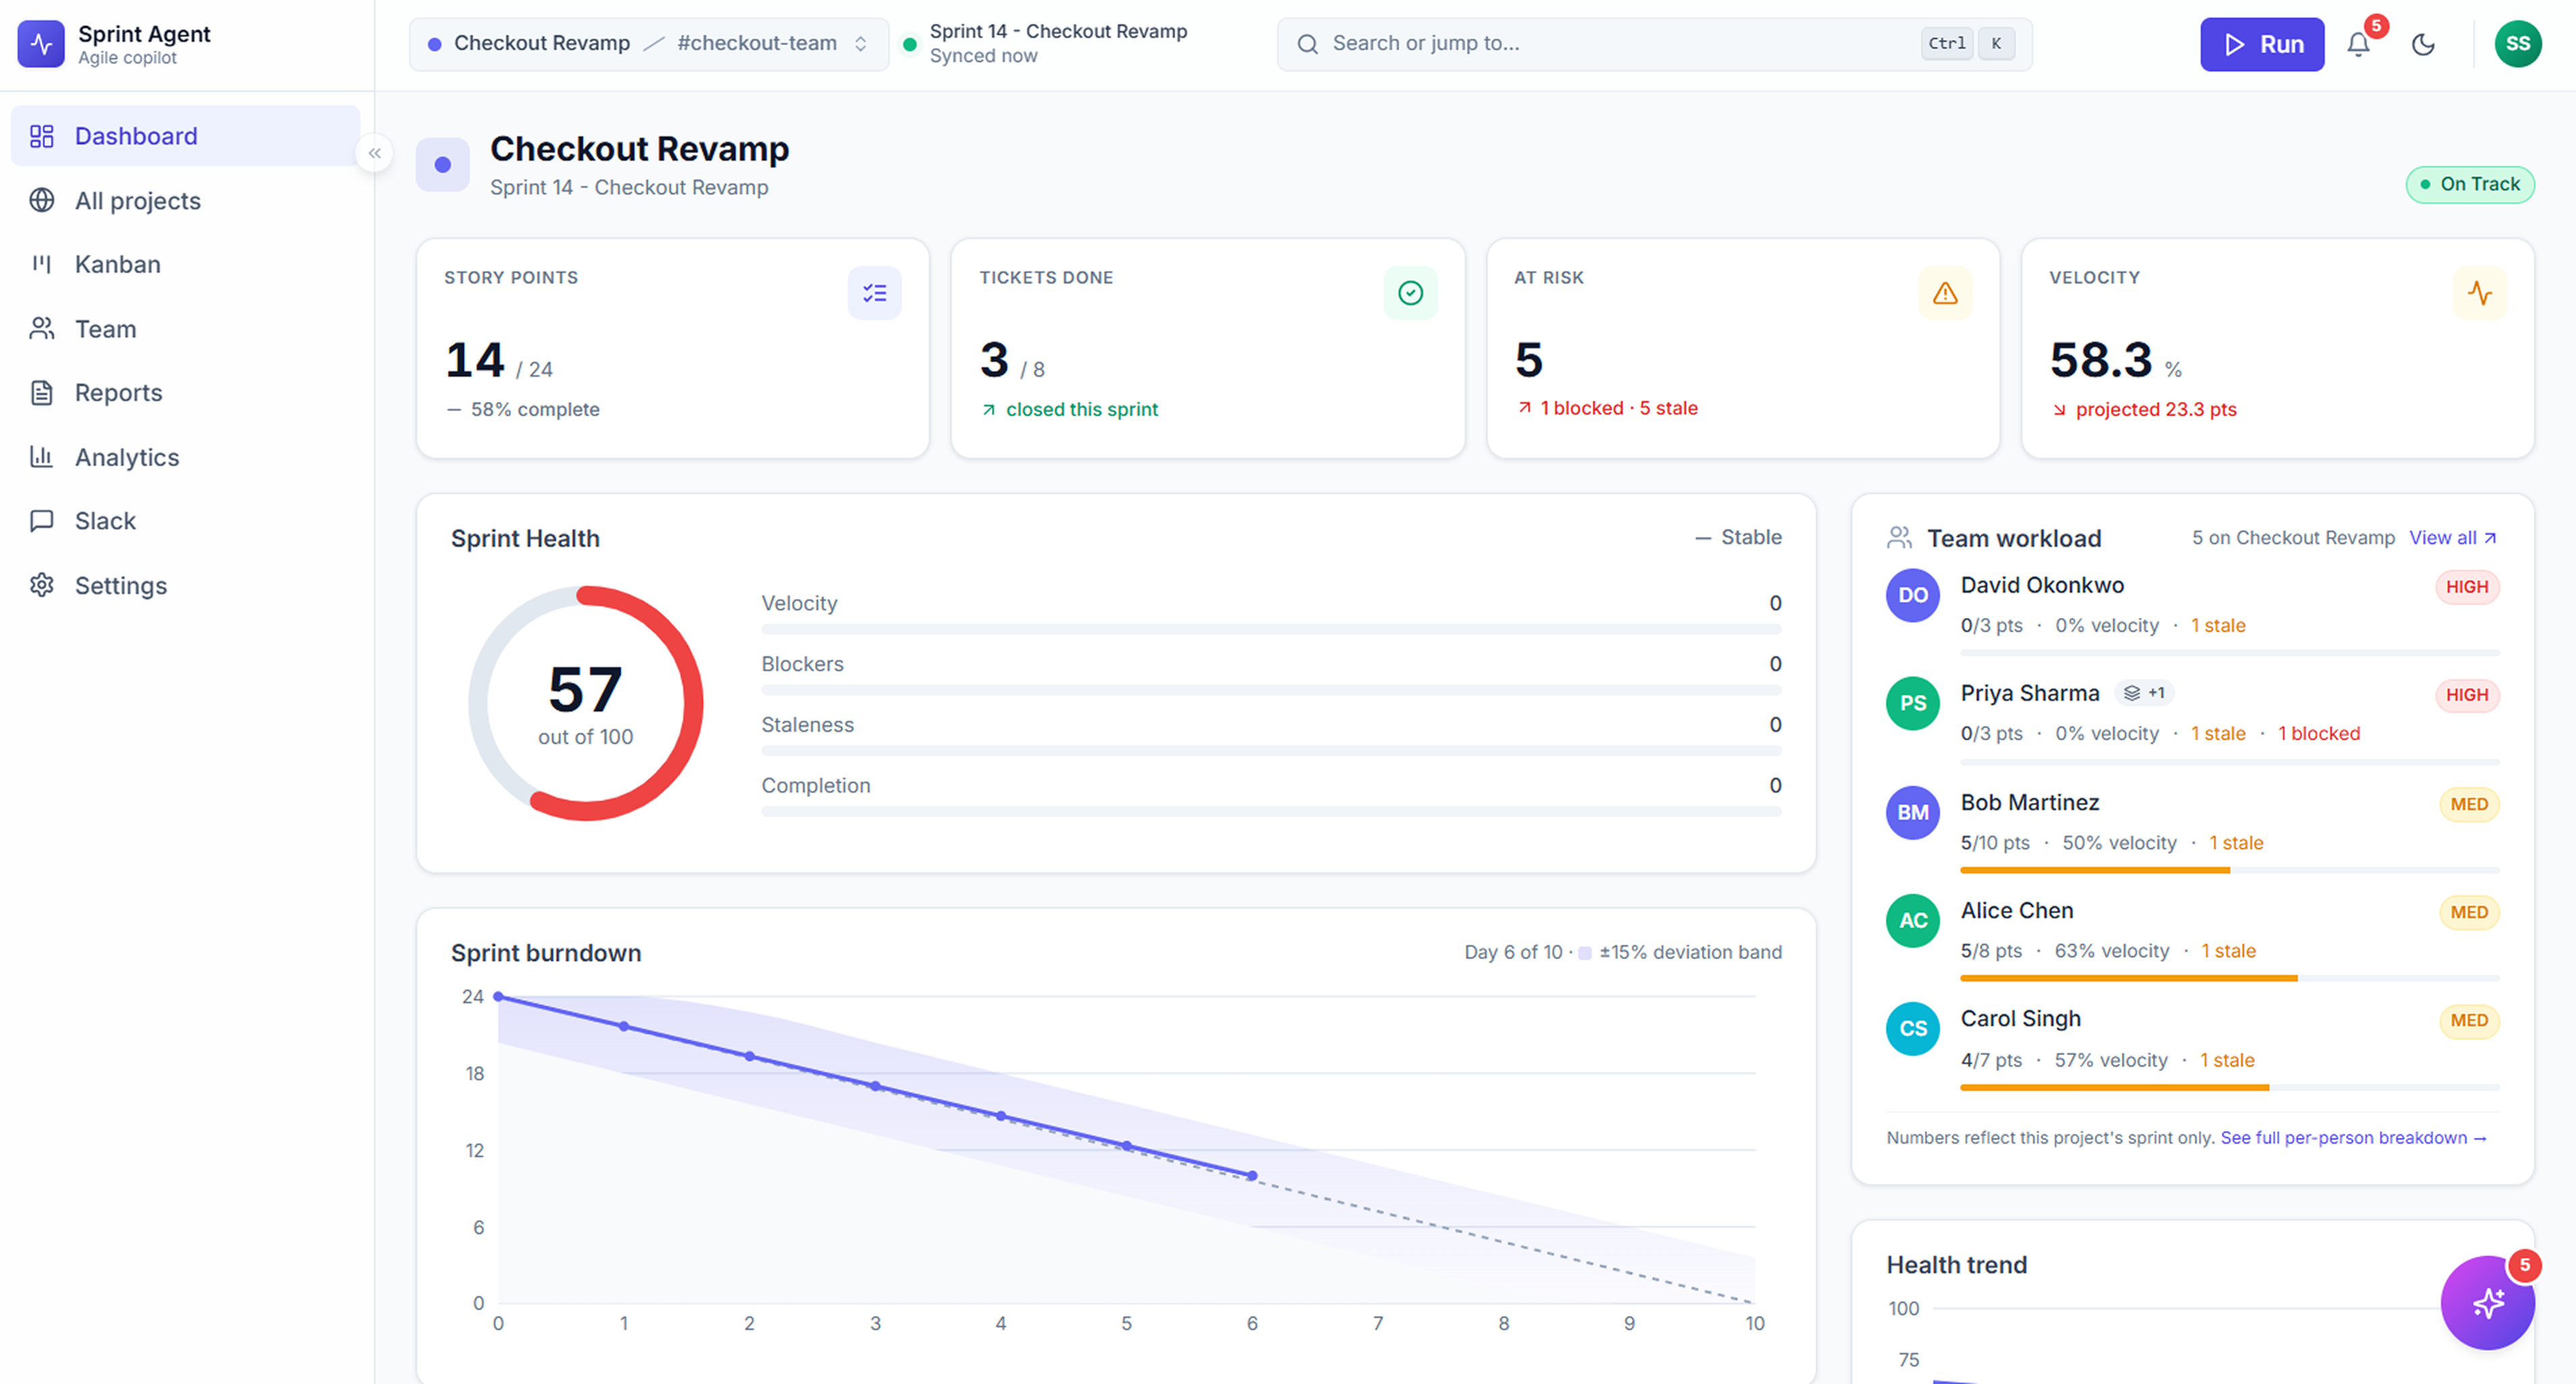 Sprint Agent
Agile copilot
Checkout Revamp / #checkout-team
Sprint 14 - Checkout Revamp
Synced now
Search or jump to...
Ctrl K
Run
5
SS
Dashboard
All projects
Kanban
Team
Reports
Analytics
Slack
Settings
Checkout Revamp
Sprint 14 - Checkout Revamp
On Track
STORY POINTS
14 / 24
— 58% complete
TICKETS DONE
3 / 8
closed this sprint
AT RISK
5
1 blocked · 5 stale
VELOCITY
58.3 %
projected 23.3 pts
Sprint Health
— Stable
57
out of 100
Velocity 0
Blockers 0
Staleness 0
Completion 0
Sprint burndown
Day 6 of 10 · ±15% deviation band
24
18
12
6
0
0 1 2 3 4 5 6 7 8 9 10
Team workload
5 on Checkout Revamp View all
DO David Okonkwo HIGH
0/3 pts · 0% velocity · 1 stale
PS Priya Sharma +1 HIGH
0/3 pts · 0% velocity · 1 stale · 1 blocked
BM Bob Martinez MED
5/10 pts · 50% velocity · 1 stale
AC Alice Chen MED
5/8 pts · 63% velocity · 1 stale
CS Carol Singh MED
4/7 pts · 57% velocity · 1 stale
Numbers reflect this project's sprint only. See full per-person breakdown →
Health trend
5
100
75